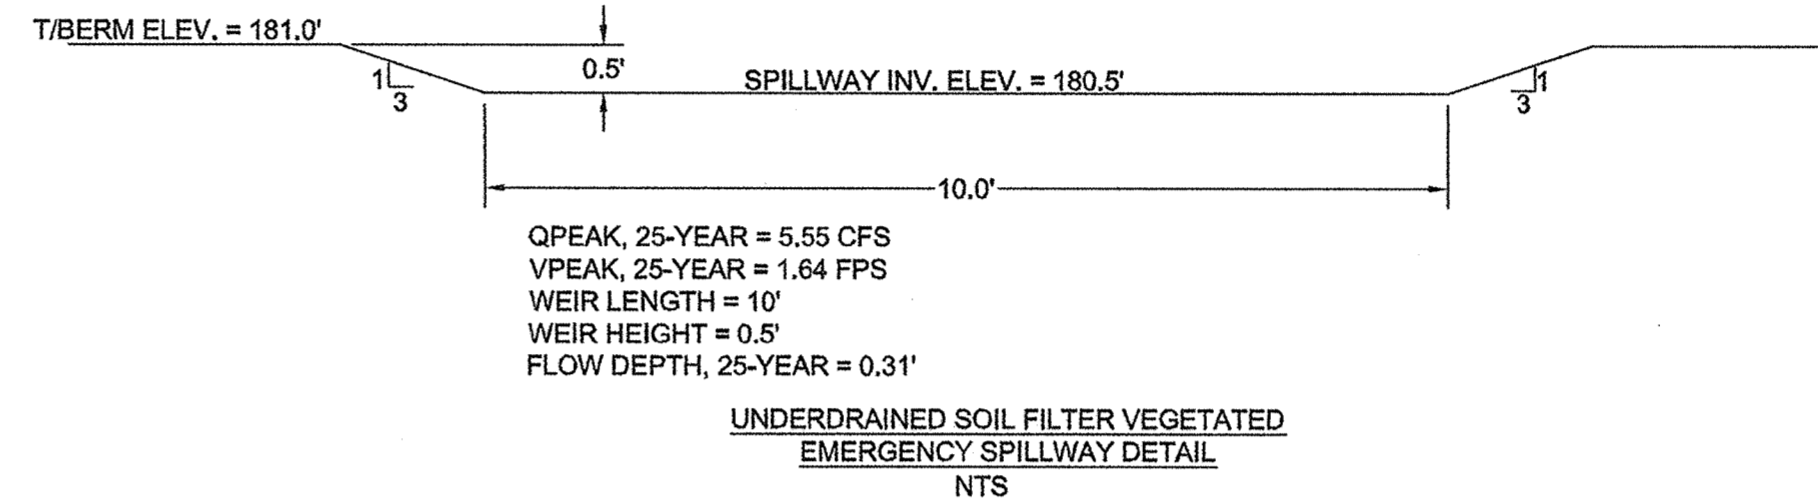 T/BERM ELEV. = 181.0'
0.5'
SPILLWAY INV. ELEV. = 180.5'
1
3
1
3
10.0'
QPEAK, 25-YEAR = 5.55 CFS
VPEAK, 25-YEAR = 1.64 FPS
WEIR LENGTH = 10'
WEIR HEIGHT = 0.5'
FLOW DEPTH, 25-YEAR = 0.31'
UNDERDRAINED SOIL FILTER VEGETATED
EMERGENCY SPILLWAY DETAIL
NTS